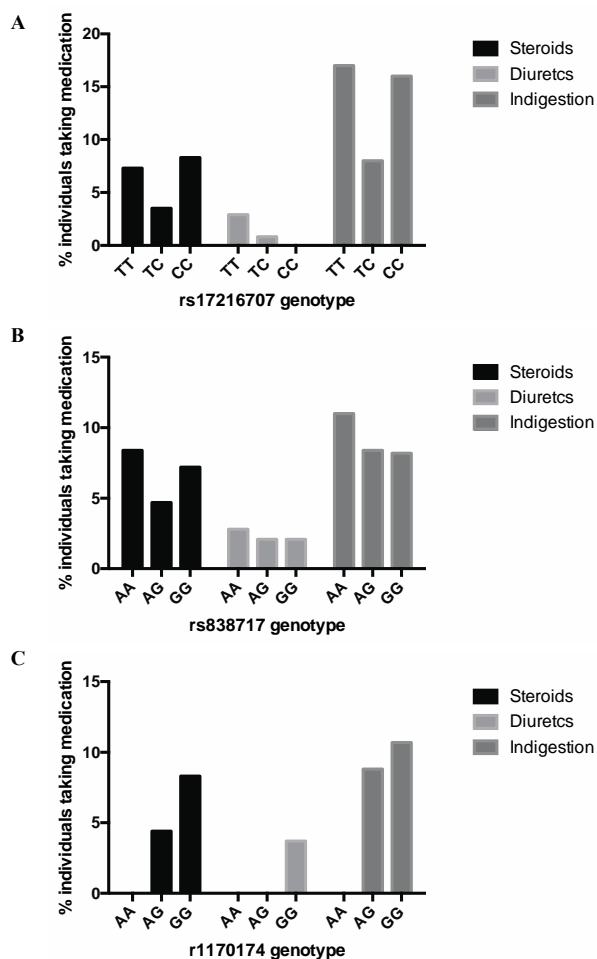 A
% individuals taking medication
20
15
10
5
0
TT TC CC TT TC CC TT TC CC
rs17216707 genotype
Steroids
Diuretcs
Indigestion
B
% individuals taking medication
15
10
5
0
AA AG GG AA AG GG AA AG GG
rs838717 genotype
Steroids
Diuretcs
Indigestion
C
% individuals taking medication
15
10
5
0
AA AG GG AA AG GG AA AG GG
r1170174 genotype
Steroids
Diuretcs
Indigestion